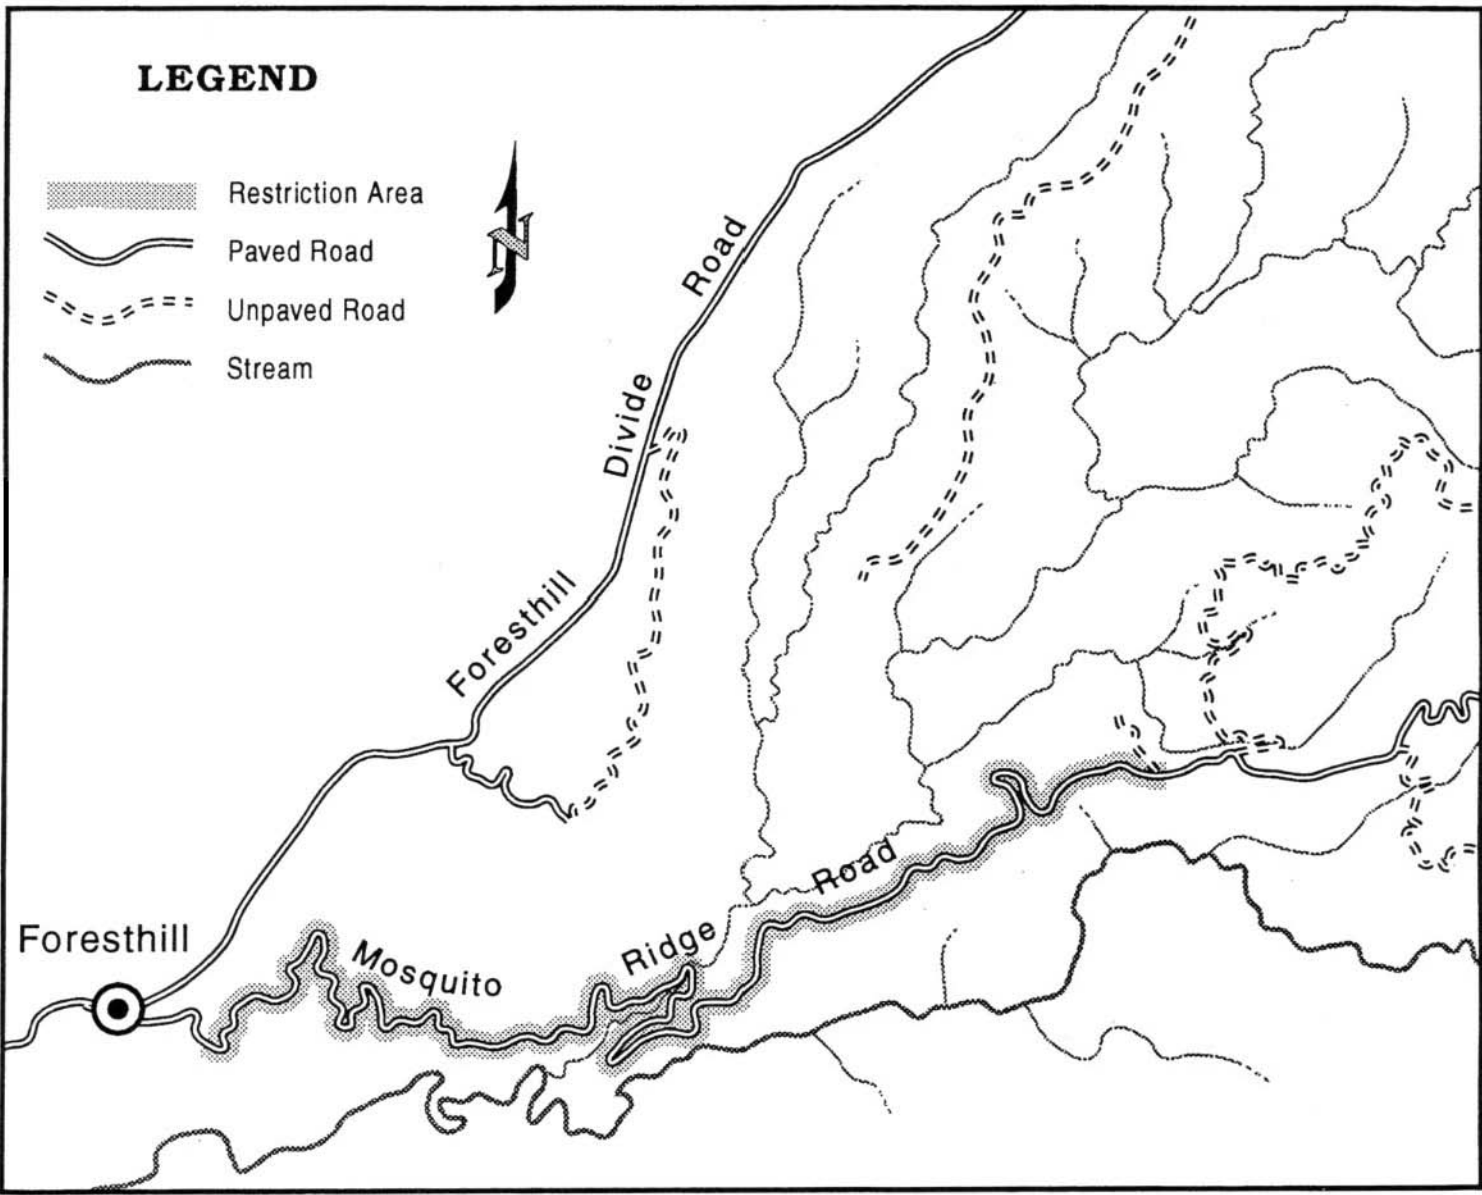 LEGEND
Restriction Area
Paved Road
Unpaved Road
Stream
N
Foresthill Divide Road
Foresthill
Mosquito Ridge Road